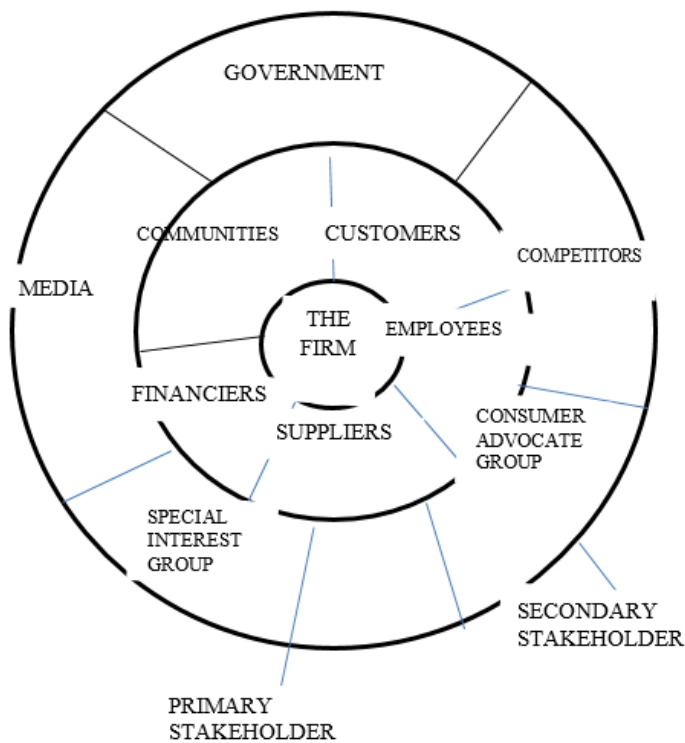 GOVERNMENT
COMMUNITIES
CUSTOMERS
COMPETITORS
MEDIA
THE
FIRM
EMPLOYEES
FINANCIERS
SUPPLIERS
CONSUMER
ADVOCATE
GROUP
SPECIAL
INTEREST
GROUP
SECONDARY
STAKEHOLDER
PRIMARY
STAKEHOLDER